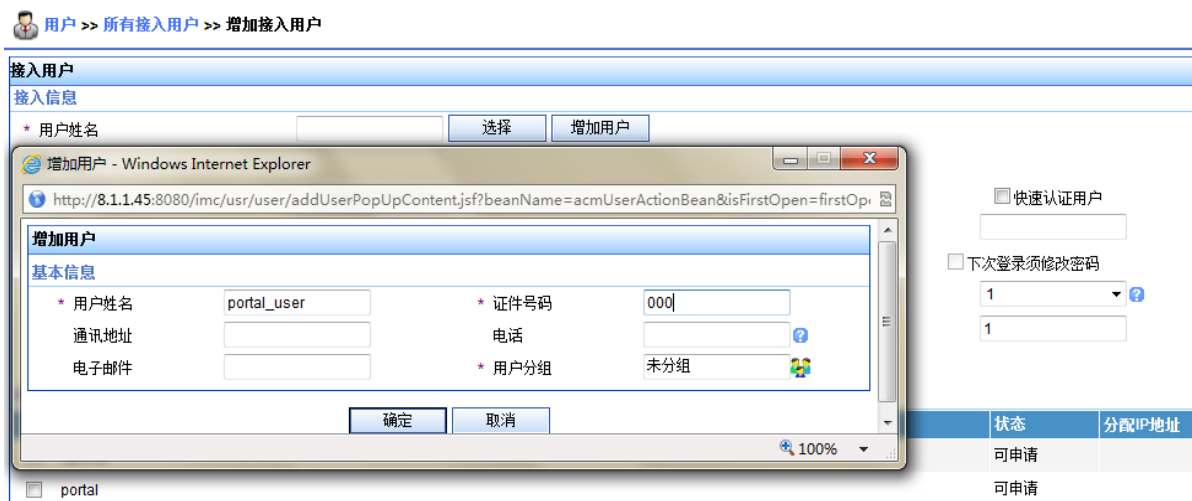 用户 >> 所有接入用户 >> 增加接入用户
接入用户
接入信息
* 用户姓名 选择 增加用户
增加用户 - Windows Internet Explorer
http://8.1.1.45:8080/imc/usr/user/addUserPopUpContent.jsf?beanName=acmUserActionBean&isFirstOpen=firstOpe
增加用户
基本信息
* 用户姓名 portal_user * 证件号码 000
通讯地址 电话
电子邮件 * 用户分组 未分组
确定 取消
100%
快速认证用户
下次登录须修改密码
1
1
状态 分配IP地址
可申请
portal 可申请